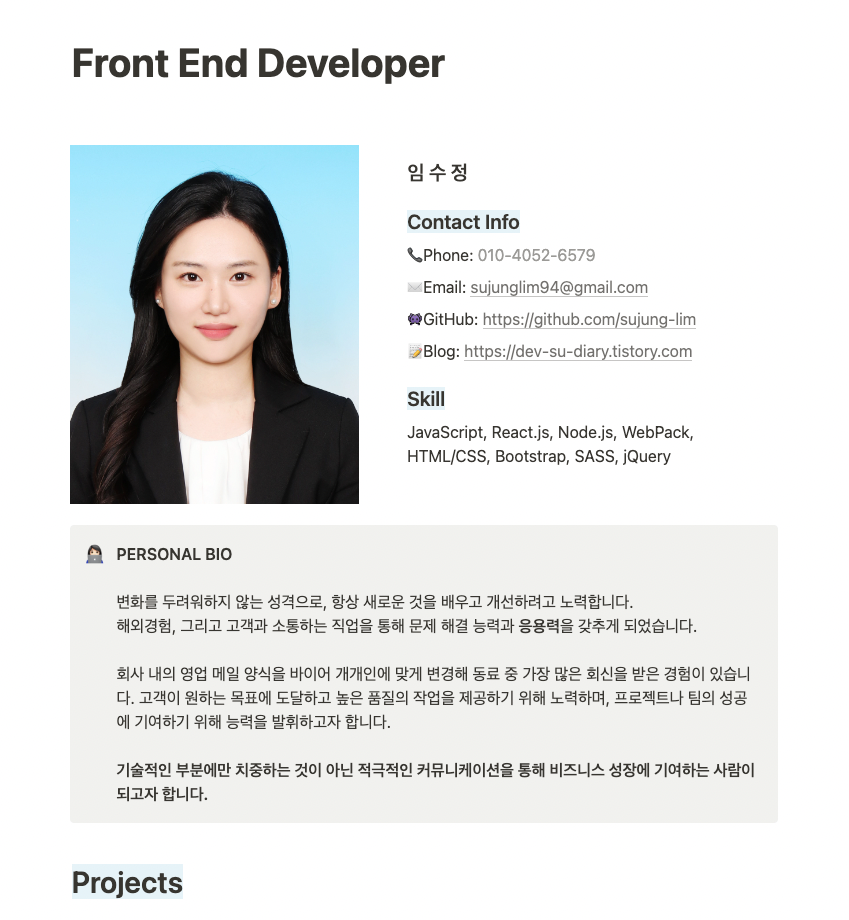 Front End Developer
임 수 정
Contact Info
📞Phone: 010-4052-6579
✉️Email: sujunglim94@gmail.com
👾GitHub: https://github.com/sujung-lim
📝Blog: https://dev-su-diary.tistory.com
Skill
JavaScript, React.js, Node.js, WebPack,
HTML/CSS, Bootstrap, SASS, jQuery
👩🏻‍💻 PERSONAL BIO
변화를 두려워하지 않는 성격으로, 항상 새로운 것을 배우고 개선하려고 노력합니다.
해외경험, 그리고 고객과 소통하는 직업을 통해 문제 해결 능력과 응용력을 갖추게 되었습니다.
회사 내의 영업 메일 양식을 바이어 개개인에 맞게 변경해 동료 중 가장 많은 회신을 받은 경험이 있습니
다. 고객이 원하는 목표에 도달하고 높은 품질의 작업을 제공하기 위해 노력하며, 프로젝트나 팀의 성공
에 기여하기 위해 능력을 발휘하고자 합니다.
기술적인 부분에만 치중하는 것이 아닌 적극적인 커뮤니케이션을 통해 비즈니스 성장에 기여하는 사람이
되고자 합니다.
Projects